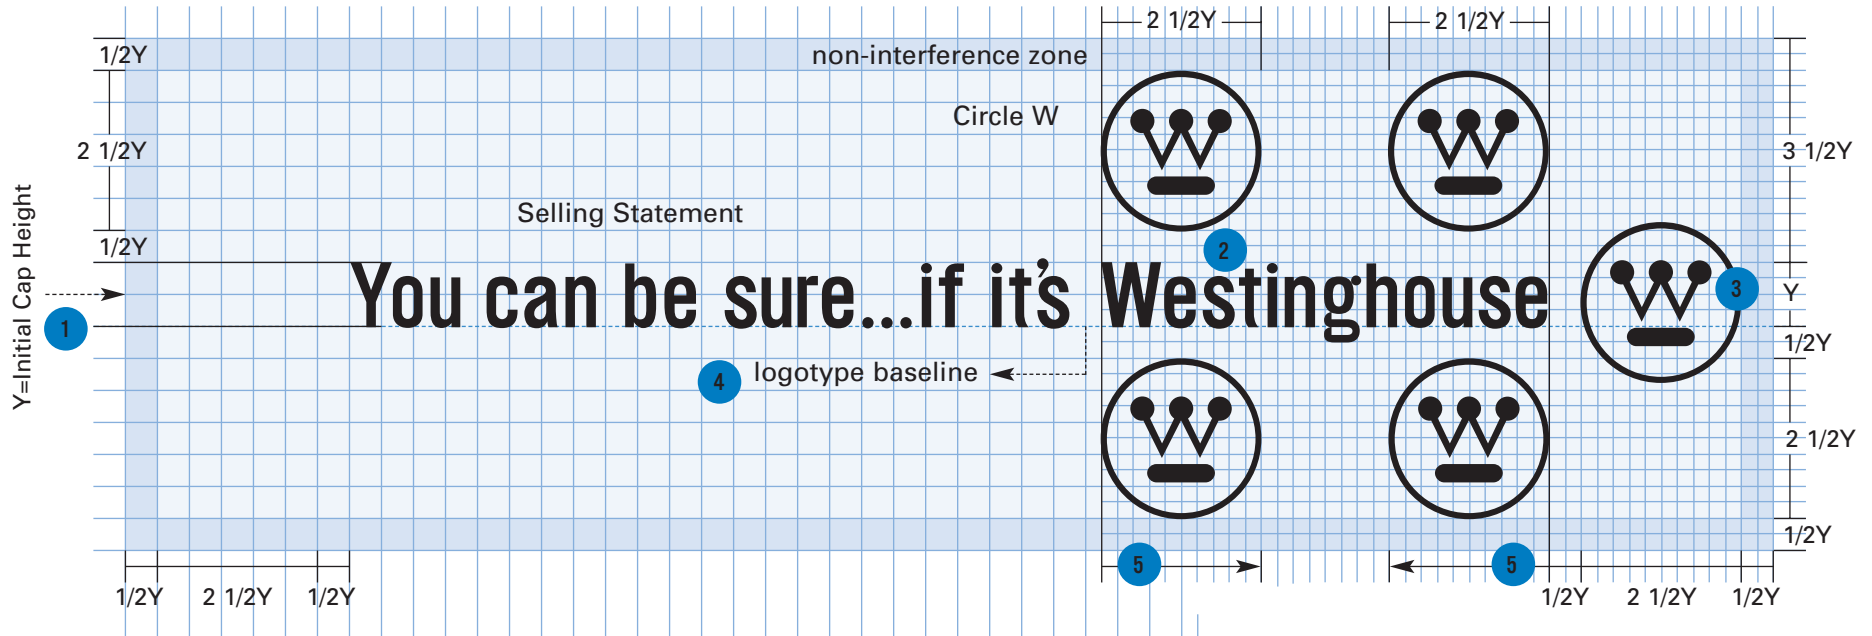 2 1/2Y
2 1/2Y
1/2Y
non-interference zone
Circle W
2 1/2Y
3 1/2Y
Selling Statement
1/2Y
2
You can be sure...if it's Westinghouse
3
Y
Y=Initial Cap Height
1
1/2Y
4
logotype baseline
2 1/2Y
1/2Y
5
5
1/2Y
2 1/2Y
1/2Y
1/2Y
2 1/2Y
1/2Y